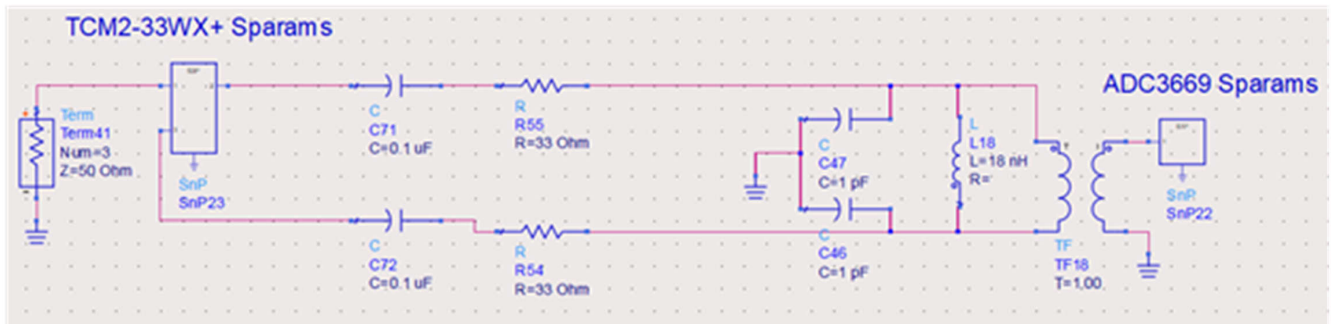 TCM2-33WX+ Sparams
ADC3669 Sparams
Term
Term41
Num=3
Z=50 Ohm
SnP
SnP23
C
C71
C=0.1 uF
R
R55
R=33 Ohm
C
C47
C=1 pF
L
L18
L=18 nH
R=
SnP
SnP22
C
C72
C=0.1 uF
R
R54
R=33 Ohm
C
C46
C=1 pF
TF
TF18
T=1.00